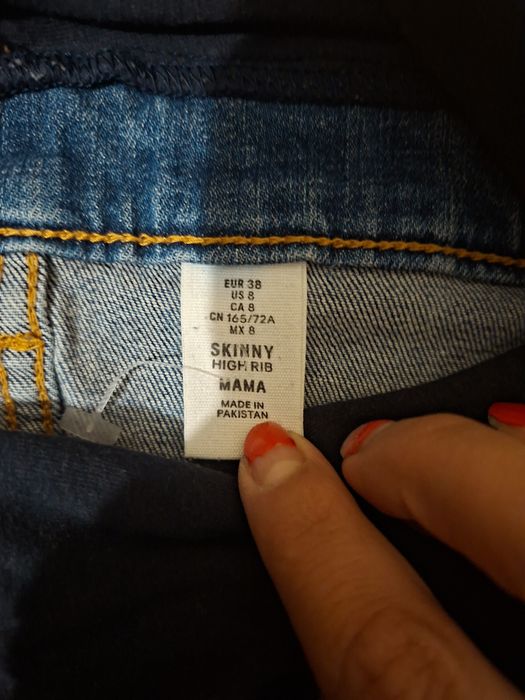 EUR 38
US 8
CA 8
CN 165/72A
MX 8
SKINNY
HIGH RIB
MAMA
MADE IN
PAKISTAN